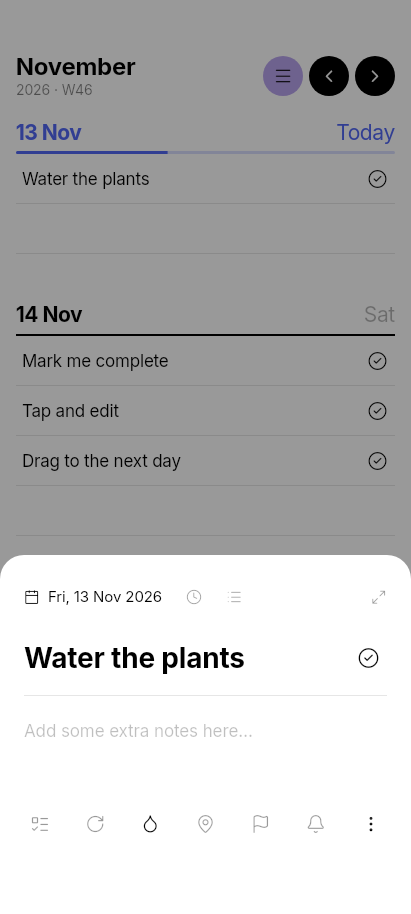 November
2026 · W46
13 Nov
Today
Water the plants
14 Nov
Sat
Mark me complete
Tap and edit
Drag to the next day
Fri, 13 Nov 2026
Water the plants
Add some extra notes here...